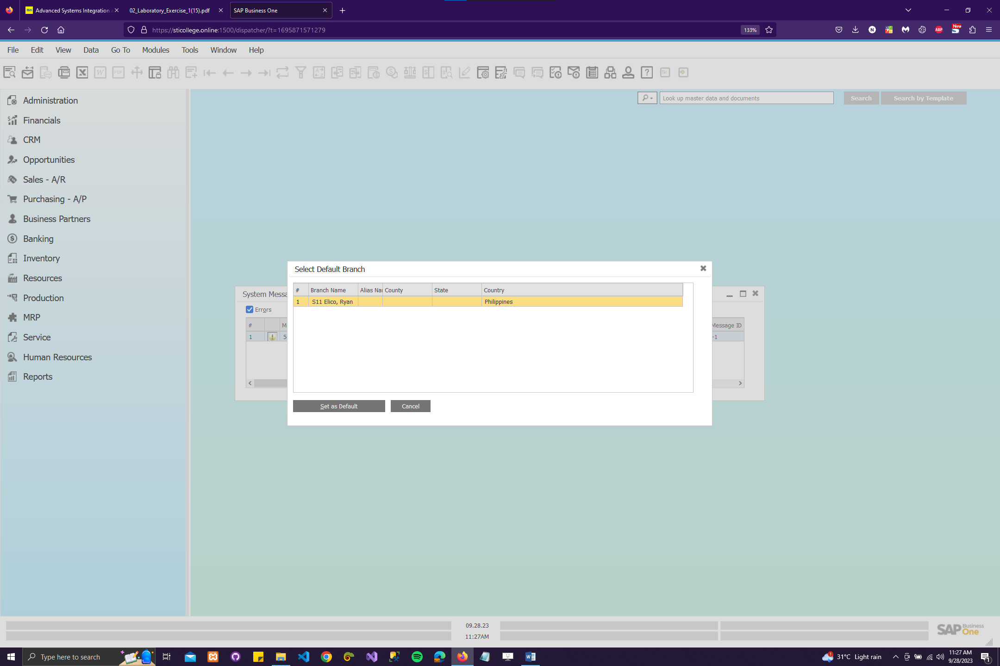 Advanced Systems Integration a
02_Laboratory_Exercise_1(15).pdf
SAP Business One
https://sticollege.online:1500/dispatcher/?t=1695871571279
133%
N
ABP
New
S
File Edit View Data Go To Modules Tools Window Help
Administration
Financials
CRM
Opportunities
Sales - A/R
Purchasing - A/P
Business Partners
Banking
Inventory
Resources
Production
MRP
Service
Human Resources
Reports
Look up master data and documents
Search
Search by Template
Select Default Branch
# Branch Name Alias Nar County State Country
1 S11 Elico, Ryan Philippines
Set as Default
Cancel
System Messa
Errors
# M Message ID
1 5 -1
09.28.23
11:27AM
SAP Business One
Type here to search
31°C Light rain
11:27 AM
9/28/2023
1